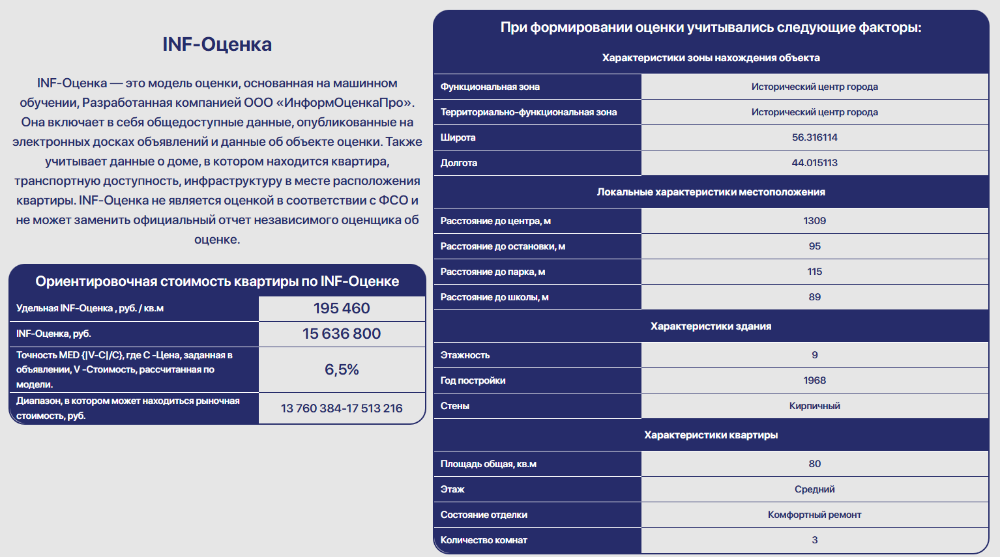 INF-Оценка
INF-Оценка — это модель оценки, основанная на машинном
обучении, Разработанная компанией ООО «ИнформОценкаПро».
Она включает в себя общедоступные данные, опубликованные на
электронных досках объявлений и данные об объекте оценки. Также
учитывает данные о доме, в котором находится квартира,
транспортную доступность, инфраструктуру в месте расположения
квартиры. INF-Оценка не является оценкой в соответствии с ФСО и
не может заменить официальный отчет независимого оценщика об
оценке.
Ориентировочная стоимость квартиры по INF-Оценке
Удельная INF-Оценка , руб. / кв.м 195 460
INF-Оценка, руб. 15 636 800
Точность MED {|V-C|/C}, где C -Цена, заданная в
объявлении, V -Стоимость, рассчитанная по
модели.
6,5%
Диапазон, в котором может находиться рыночная
стоимость, руб.
13 760 384-17 513 216
При формировании оценки учитывались следующие факторы:
Характеристики зоны нахождения объекта
Функциональная зона Исторический центр города
Территориально-функциональная зона Исторический центр города
Широта 56.316114
Долгота 44.015113
Локальные характеристики местоположения
Расстояние до центра, м 1309
Расстояние до остановки, м 95
Расстояние до парка, м 115
Расстояние до школы, м 89
Характеристики здания
Этажность 9
Год постройки 1968
Стены Кирпичный
Характеристики квартиры
Площадь общая, кв.м 80
Этаж Средний
Состояние отделки Комфортный ремонт
Количество комнат 3